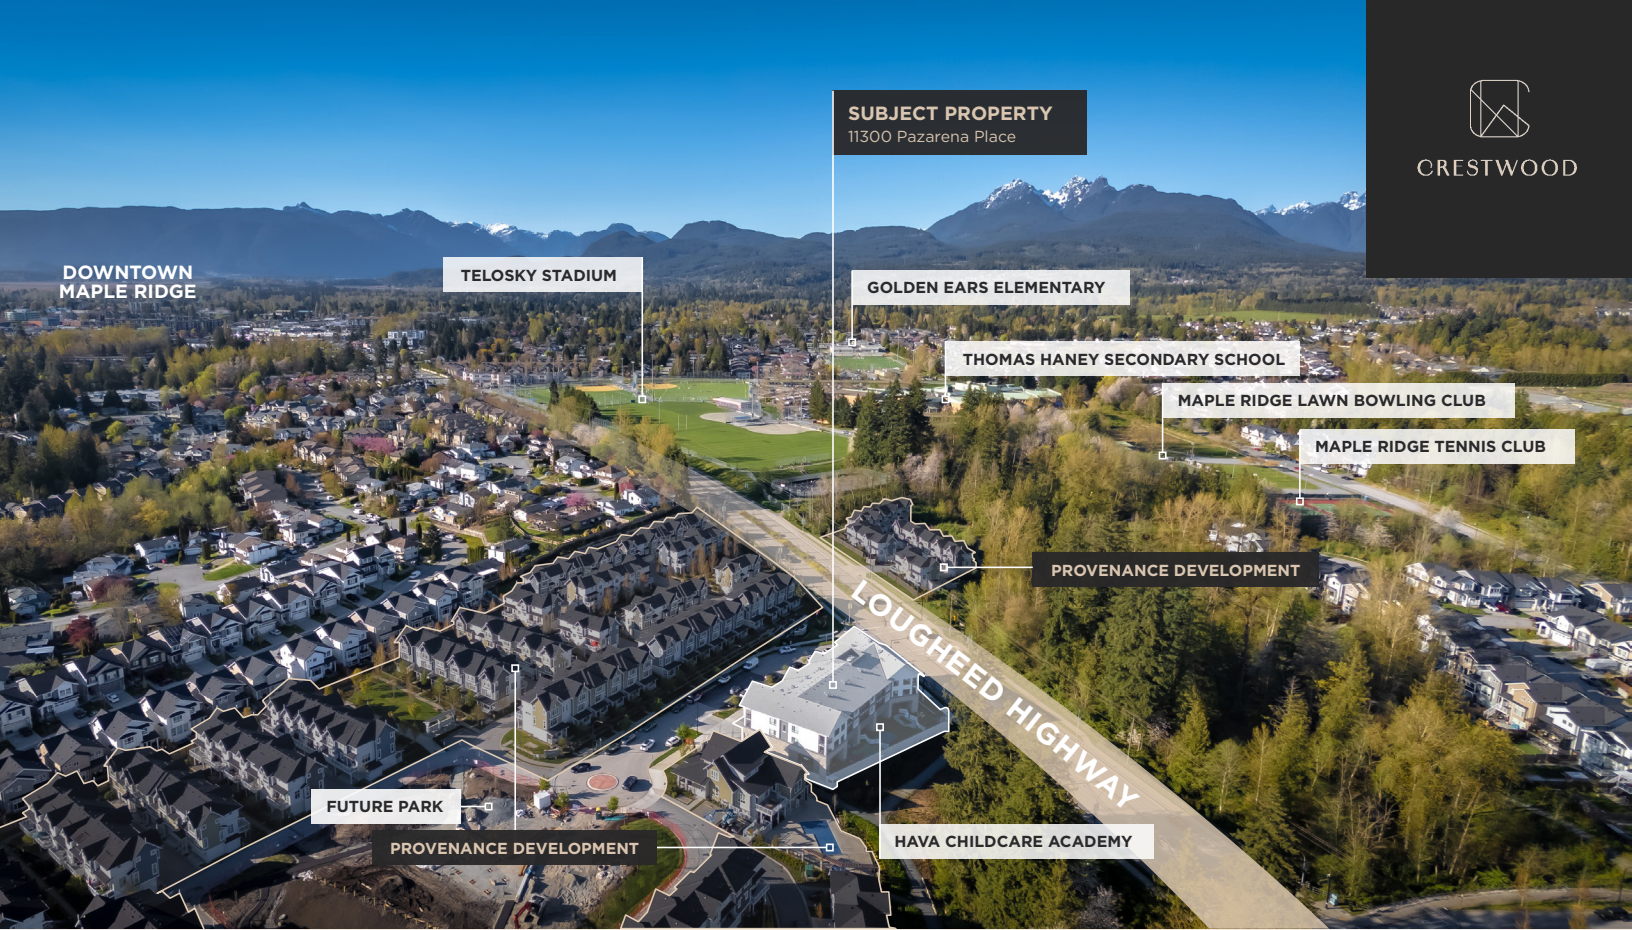 SUBJECT PROPERTY
11300 Pazarena Place
CRESTWOOD
DOWNTOWN
MAPLE RIDGE
TELOSKY STADIUM
GOLDEN EARS ELEMENTARY
THOMAS HANEY SECONDARY SCHOOL
MAPLE RIDGE LAWN BOWLING CLUB
MAPLE RIDGE TENNIS CLUB
PROVENANCE DEVELOPMENT
LOUGHEED HIGHWAY
FUTURE PARK
PROVENANCE DEVELOPMENT
HAVA CHILDCARE ACADEMY